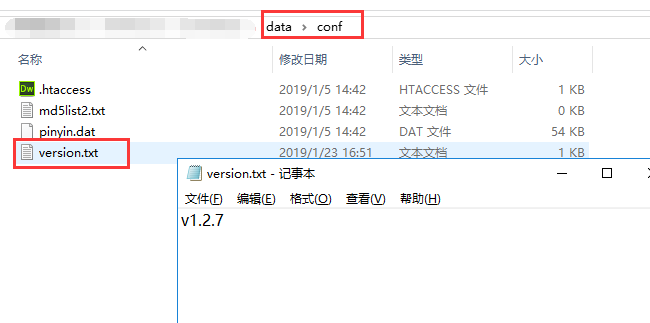 data > conf
名称 修改日期 类型 大小
.htaccess 2019/1/5 14:42 HTACCESS 文件 1 KB
md5list2.txt 2019/1/5 14:42 文本文档 0 KB
pinyin.dat 2019/1/5 14:42 DAT 文件 54 KB
version.txt 2019/1/23 16:51 文本文档 1 KB
version.txt - 记事本
文件(F) 编辑(E) 格式(O) 查看(V) 帮助(H)
v1.2.7